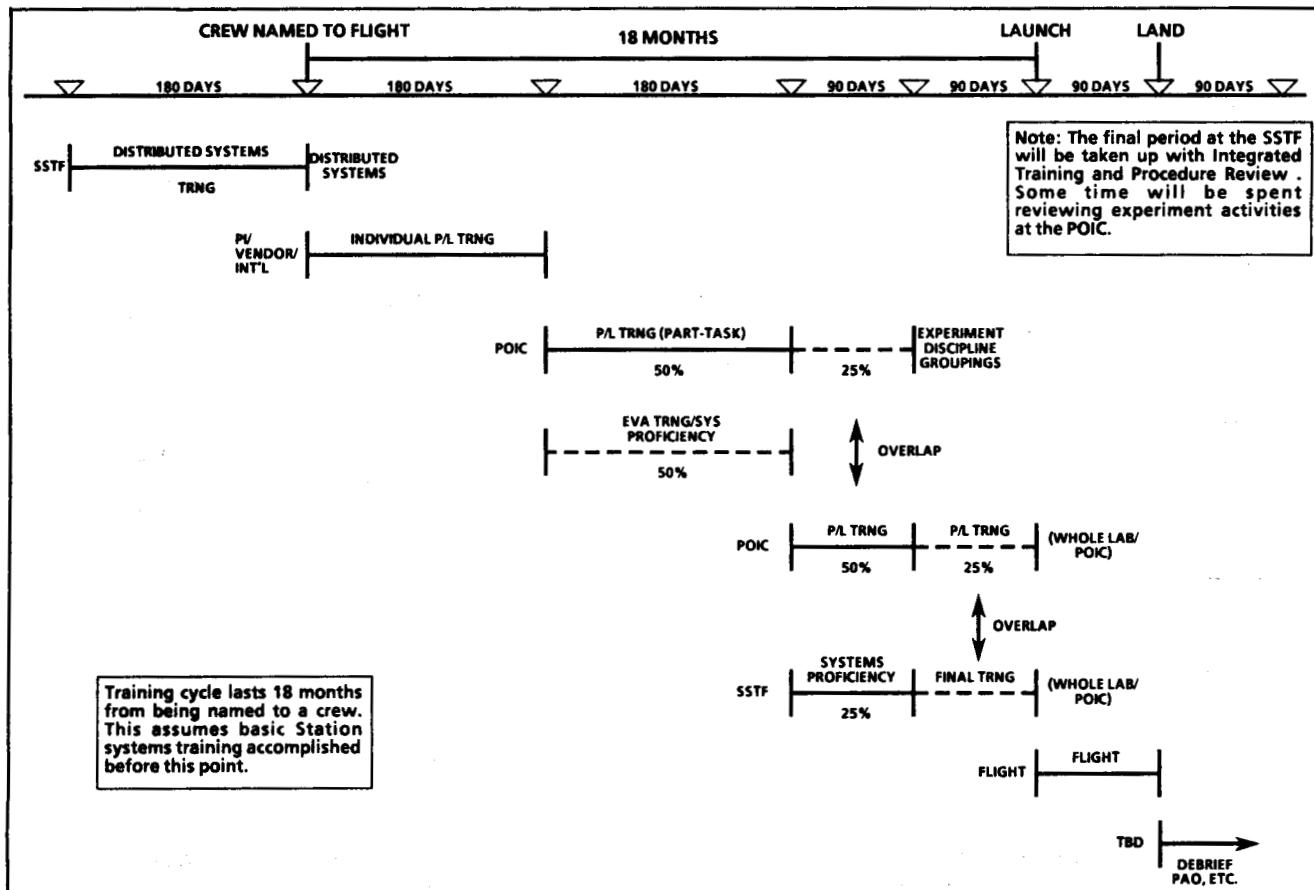 CREW NAMED TO FLIGHT
18 MONTHS
LAUNCH
LAND
180 DAYS
180 DAYS
180 DAYS
90 DAYS
90 DAYS
90 DAYS
90 DAYS
Note: The final period at the SSTF
will be taken up with Integrated
Training and Procedure Review .
Some time will be spent
reviewing experiment activities
at the POIC.
SSTF
DISTRIBUTED SYSTEMS
TRNG
DISTRIBUTED
SYSTEMS
PI/
VENDOR/
INT'L
INDIVIDUAL P/L TRNG
POIC
P/L TRNG (PART-TASK)
50%
25%
EXPERIMENT
DISCIPLINE
GROUPINGS
EVA TRNG/SYS
PROFICIENCY
50%
OVERLAP
POIC
P/L TRNG
50%
P/L TRNG
25%
(WHOLE LAB/
POIC)
OVERLAP
SSTF
SYSTEMS
PROFICIENCY
25%
FINAL TRNG
(WHOLE LAB/
POIC)
Training cycle lasts 18 months
from being named to a crew.
This assumes basic Station
systems training accomplished
before this point.
FLIGHT
FLIGHT
TBD
DEBRIEF
PAO, ETC.